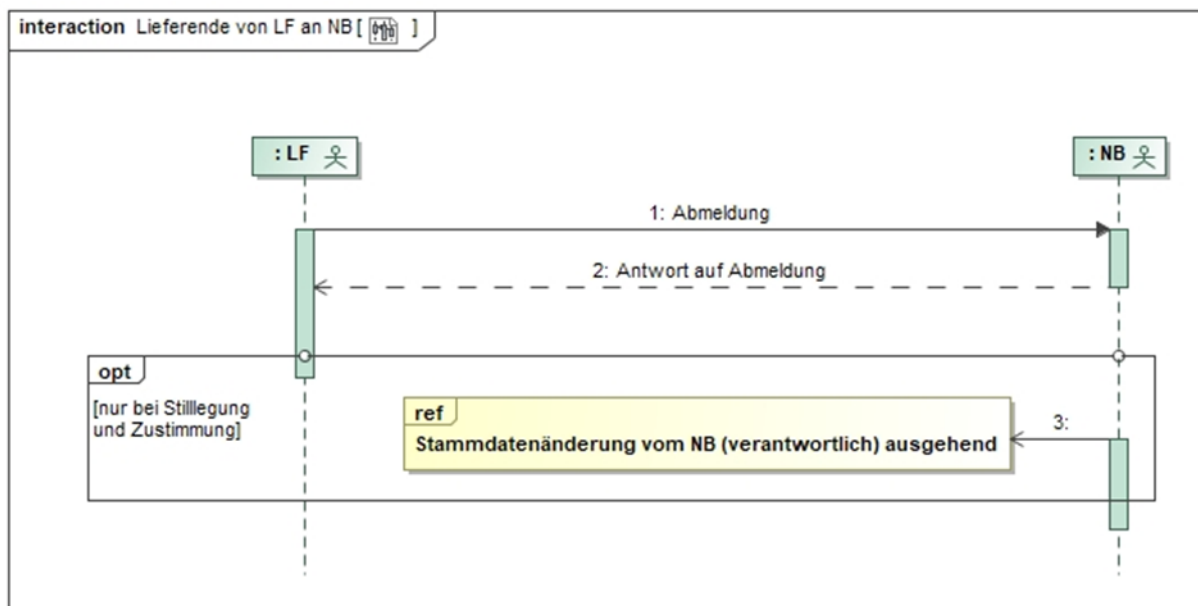 interaction Lieferende von LF an NB [ ]
: LF
: NB
1: Abmeldung
2: Antwort auf Abmeldung
opt
[nur bei Stilllegung
und Zustimmung]
ref
3:
Stammdatenänderung vom NB (verantwortlich) ausgehend